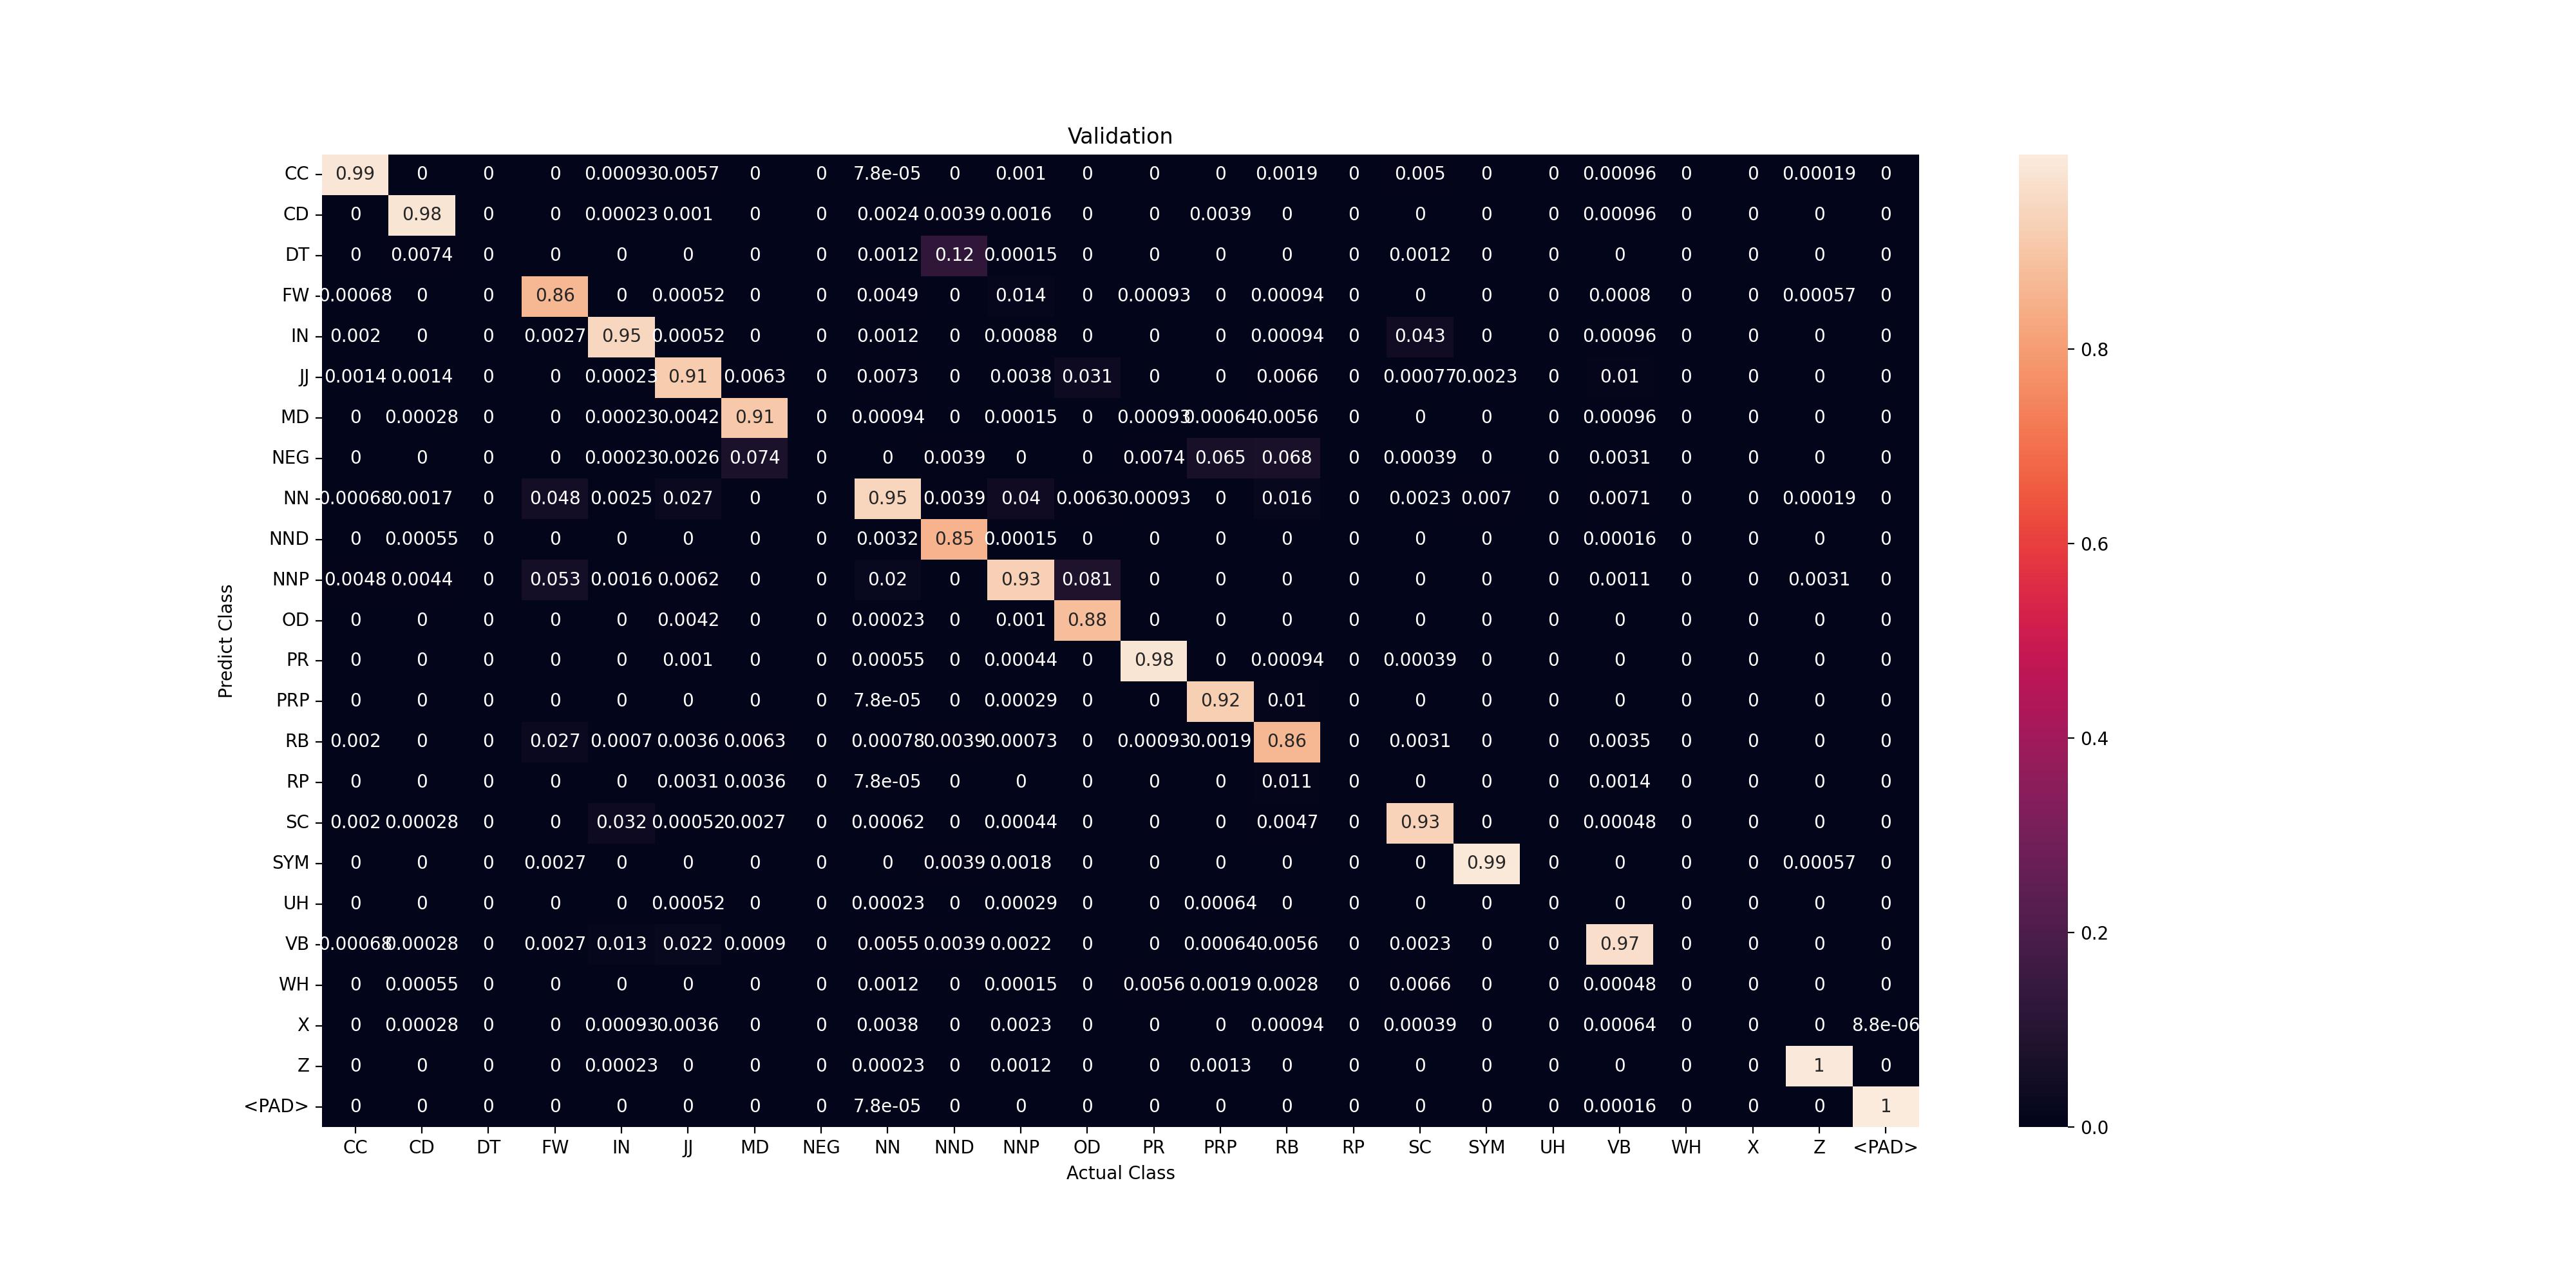 Validation
CC 0.99 0 0 0 0.00093 0.0057 0 0 7.8e-05 0 0.001 0 0 0 0.0019 0 0.005 0 0 0.00096 0 0 0.00019 0
CD 0 0.98 0 0 0.00023 0.001 0 0 0.0024 0.0039 0.0016 0 0 0.0039 0 0 0 0 0 0.00096 0 0 0 0
DT 0 0.0074 0 0 0 0 0 0 0.0012 0.12 0.00015 0 0 0 0 0 0.0012 0 0 0 0 0 0 0
FW 0.00068 0 0 0.86 0 0.00052 0 0 0.0049 0 0.014 0 0.00093 0 0.00094 0 0 0 0 0.0008 0 0 0.00057 0
IN 0.002 0 0 0.0027 0.95 0.00052 0 0 0.0012 0 0.00088 0 0 0 0.00094 0 0.043 0 0 0.00096 0 0 0 0
JJ 0.0014 0.0014 0 0 0.00023 0.91 0.0063 0 0.0073 0 0.0038 0.031 0 0 0.0066 0 0.00077 0.0023 0 0.01 0 0 0 0
MD 0 0.00028 0 0 0.00023 0.0042 0.91 0 0.00094 0 0.00015 0 0.00093 0.00064 0.0056 0 0 0 0 0.00096 0 0 0 0
NEG 0 0 0 0 0.00023 0.0026 0.074 0 0 0.0039 0 0 0.0074 0.065 0.068 0 0.00039 0 0 0.0031 0 0 0 0
NN 0.00068 0.0017 0 0.048 0.0025 0.027 0 0 0.95 0.0039 0.04 0.0063 0.00093 0 0.016 0 0.0023 0.007 0 0.0071 0 0 0.00019 0
NND 0 0.00055 0 0 0 0 0 0 0.0032 0.85 0.00015 0 0 0 0 0 0 0 0 0.00016 0 0 0 0
NNP 0.0048 0.0044 0 0.053 0.0016 0.0062 0 0 0.02 0 0.93 0.081 0 0 0 0 0 0 0 0.0011 0 0 0.0031 0
OD 0 0 0 0 0 0.0042 0 0 0.00023 0 0.001 0.88 0 0 0 0 0 0 0 0 0 0 0 0
PR 0 0 0 0 0 0.001 0 0 0.00055 0 0.00044 0 0.98 0 0.00094 0 0.00039 0 0 0 0 0 0 0
PRP 0 0 0 0 0 0 0 0 7.8e-05 0 0.00029 0 0 0.92 0.01 0 0 0 0 0 0 0 0 0
RB 0.002 0 0 0.027 0.0007 0.0036 0.0063 0 0.00078 0.0039 0.00073 0 0.00093 0.0019 0.86 0 0.0031 0 0 0.0035 0 0 0 0
RP 0 0 0 0 0 0.0031 0.0036 0 7.8e-05 0 0 0 0 0 0.011 0 0 0 0 0.0014 0 0 0 0
SC 0.002 0.00028 0 0 0.032 0.00052 0.0027 0 0.00062 0 0.00044 0 0 0 0.0047 0 0.93 0 0 0.00048 0 0 0 0
SYM 0 0 0 0.0027 0 0 0 0 0 0.0039 0.0018 0 0 0 0 0 0 0.99 0 0 0 0 0.00057 0
UH 0 0 0 0 0 0.00052 0 0 0.00023 0 0.00029 0 0 0.00064 0 0 0 0 0 0 0 0 0 0
VB 0.00068 0.00028 0 0.0027 0.013 0.022 0.0009 0 0.0055 0.0039 0.0022 0 0 0.00064 0.0056 0 0.0023 0 0 0.97 0 0 0 0
WH 0 0.00055 0 0 0 0 0 0 0.0012 0 0.00015 0 0.0056 0.0019 0.0028 0 0.0066 0 0 0.00048 0 0 0 0
X 0 0.00028 0 0 0.00093 0.0036 0 0 0.0038 0 0.0023 0 0 0 0.00094 0 0.00039 0 0 0.00064 0 0 0 8.8e-06
Z 0 0 0 0 0.00023 0 0 0 0.00023 0 0.0012 0 0 0.0013 0 0 0 0 0 0 0 0 1 0
<PAD> 0 0 0 0 0 0 0 0 7.8e-05 0 0 0 0 0 0 0 0 0 0 0.00016 0 0 0 1
CC CD DT FW IN JJ MD NEG NN NND NNP OD PR PRP RB RP SC SYM UH VB WH X Z <PAD>
Actual Class
Predict Class
0.8
0.6
0.4
0.2
0.0